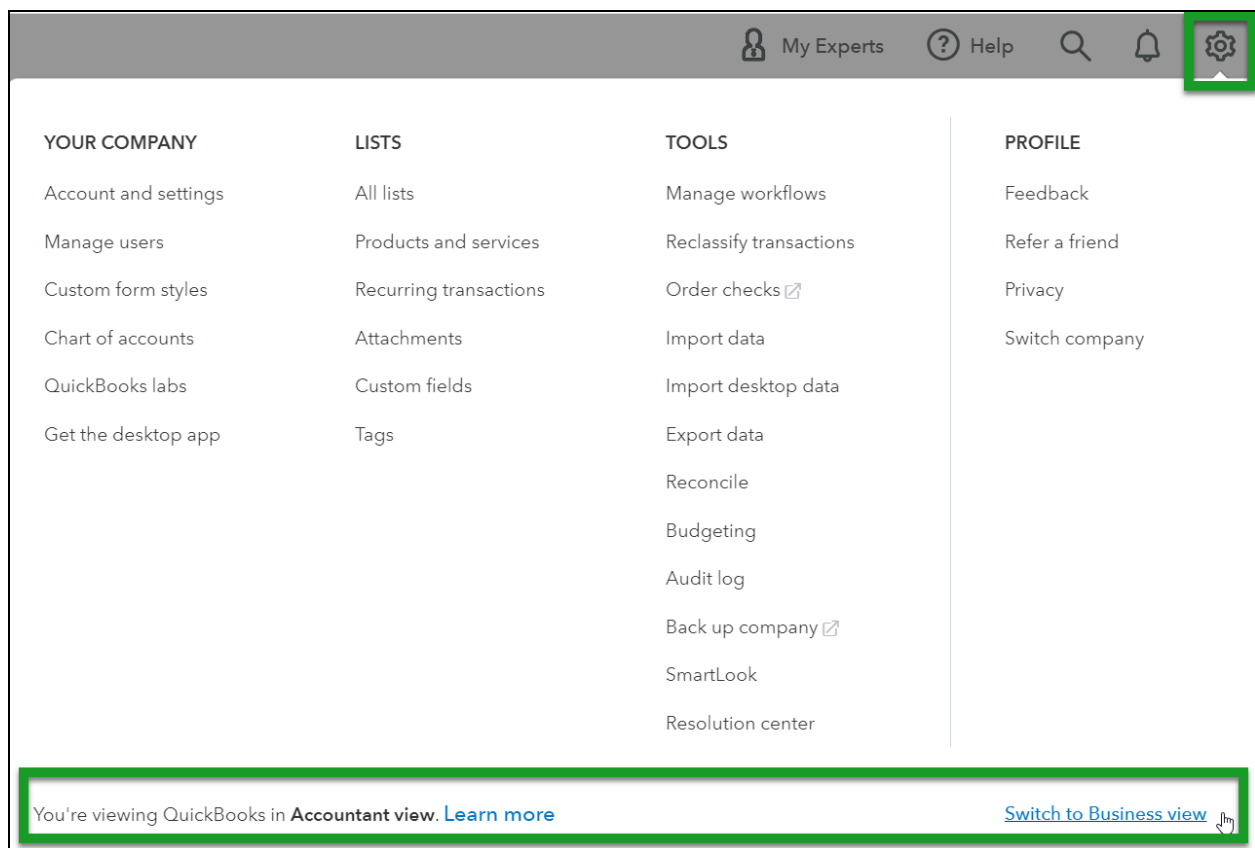 My Experts
Help
YOUR COMPANY
Account and settings
Manage users
Custom form styles
Chart of accounts
QuickBooks labs
Get the desktop app
LISTS
All lists
Products and services
Recurring transactions
Attachments
Custom fields
Tags
TOOLS
Manage workflows
Reclassify transactions
Order checks
Import data
Import desktop data
Export data
Reconcile
Budgeting
Audit log
Back up company
SmartLook
Resolution center
PROFILE
Feedback
Refer a friend
Privacy
Switch company
You're viewing QuickBooks in Accountant view. Learn more
Switch to Business view